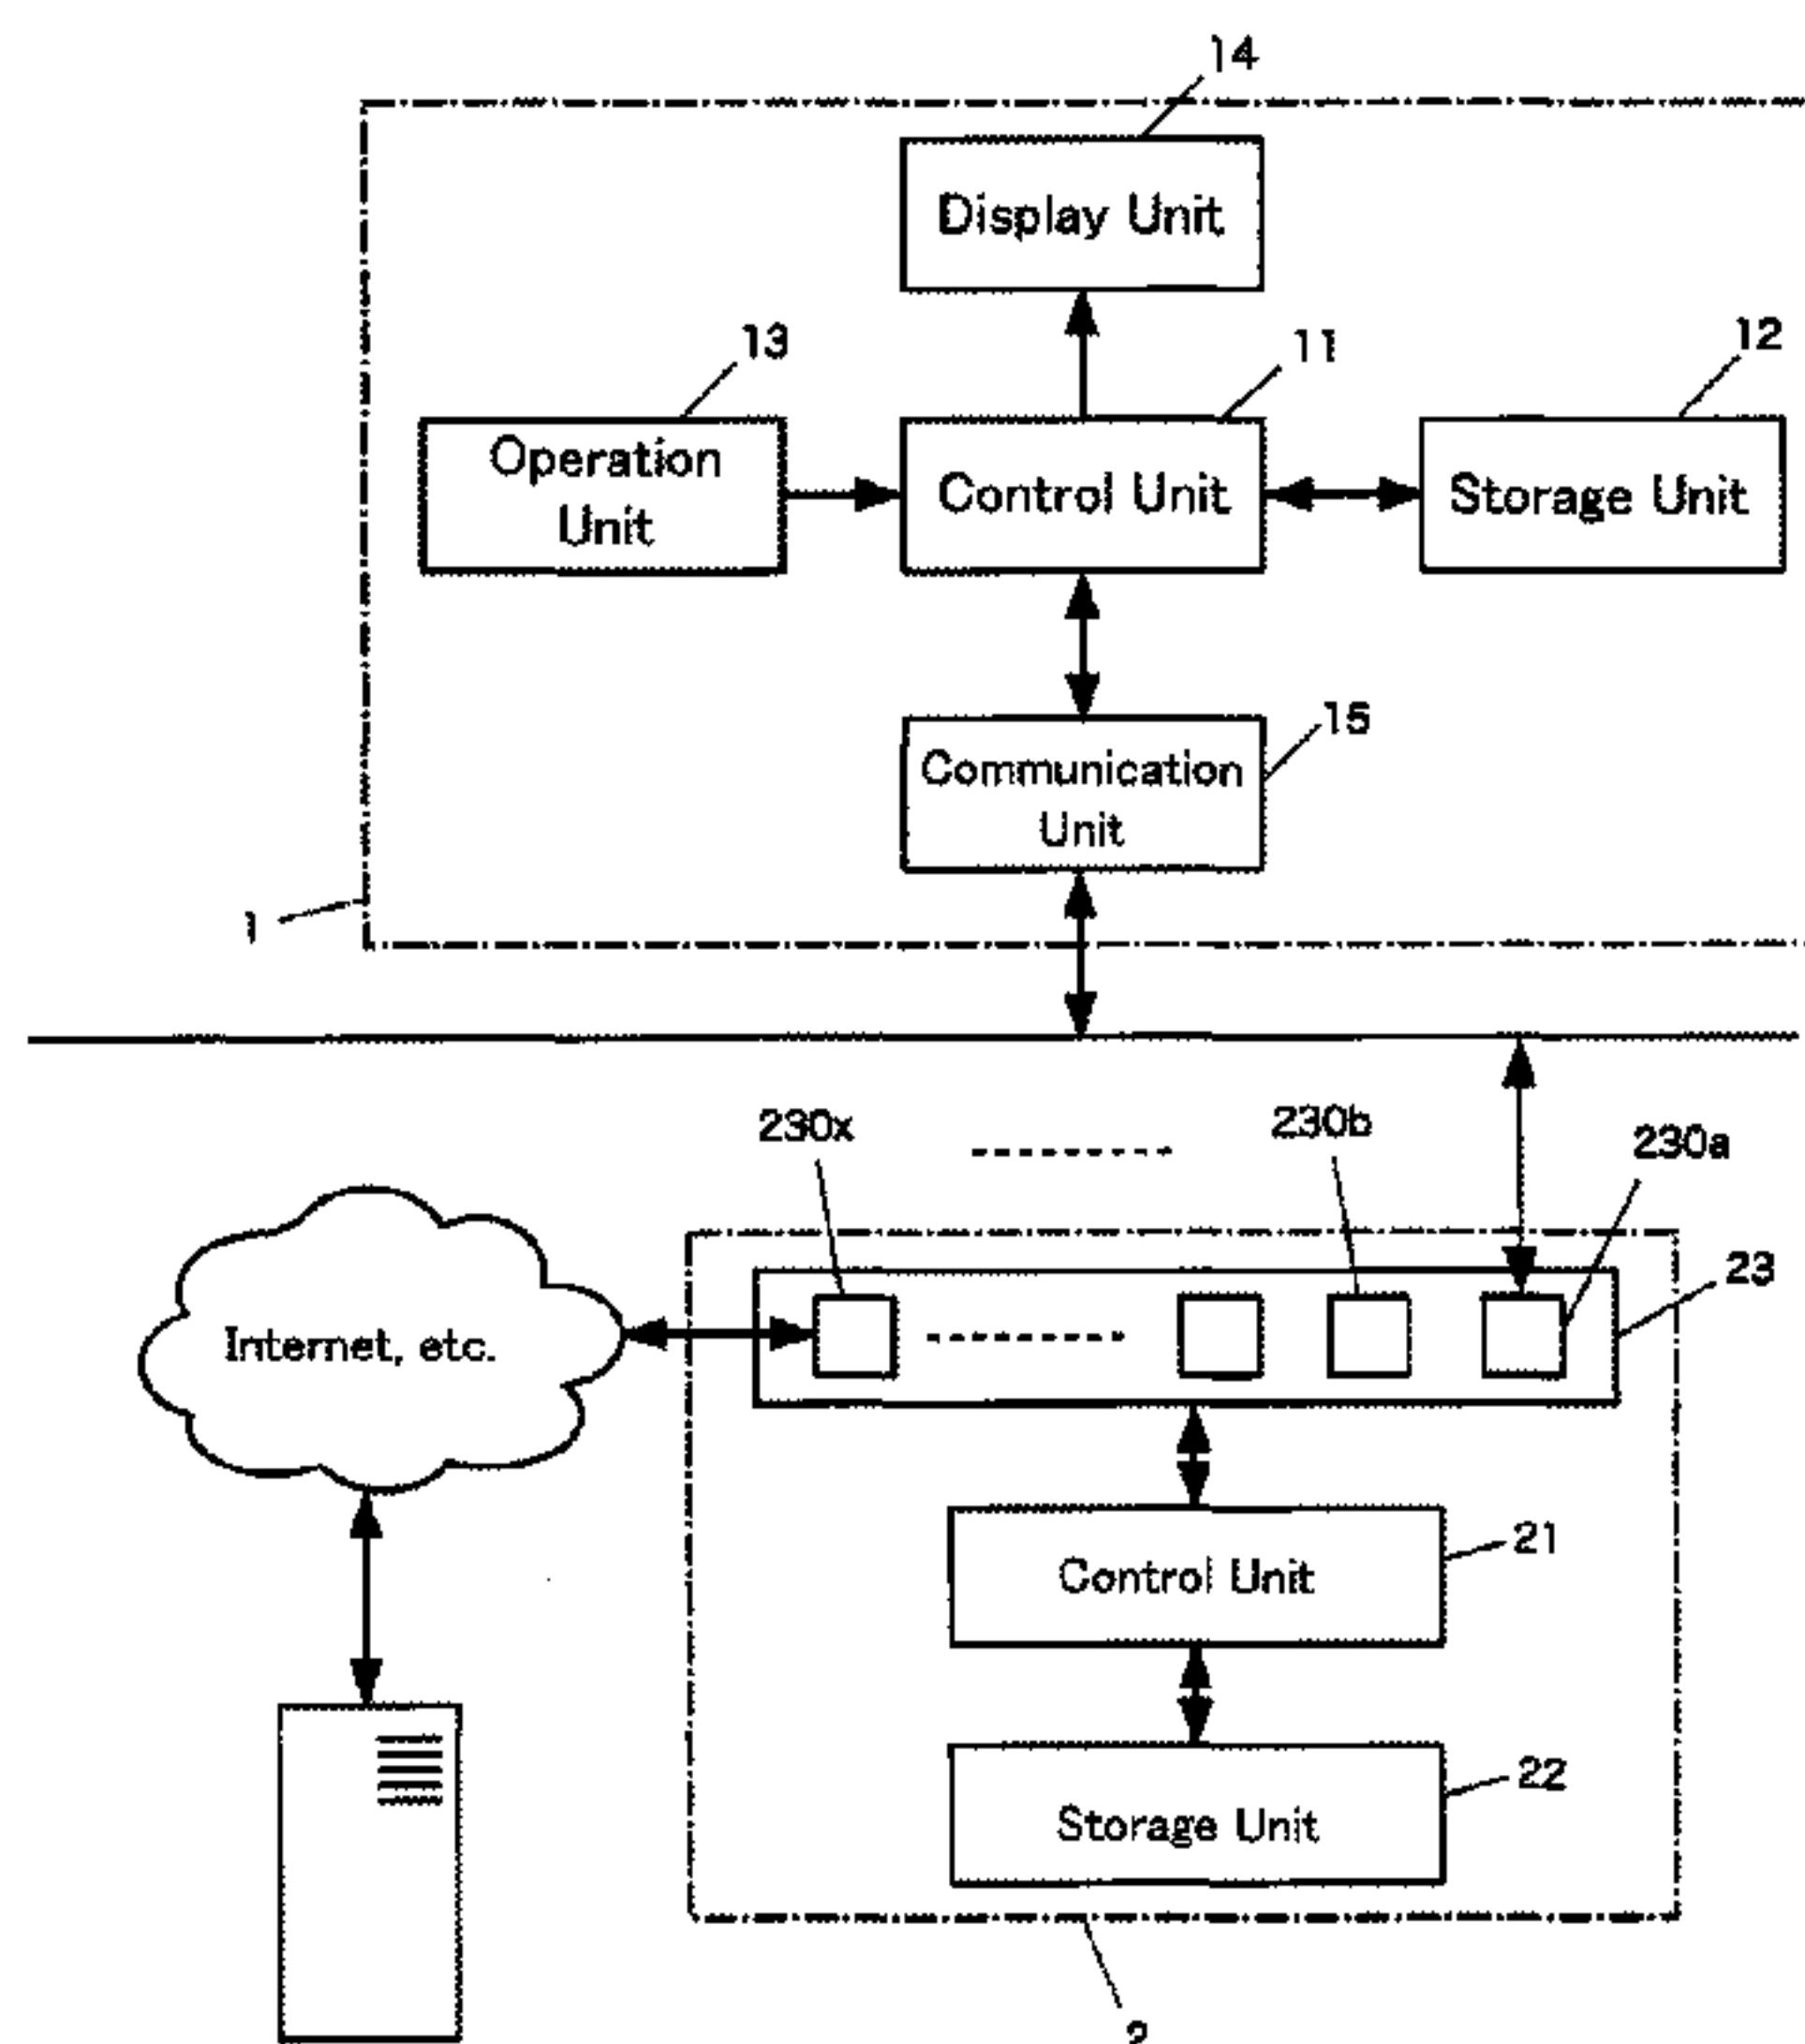 14
Display Unit
13
11
12
Operation
Unit
Control Unit
Storage Unit
15
Communication
Unit
1
230x
230b
230a
23
Internet, etc.
21
Control Unit
22
Storage Unit
2